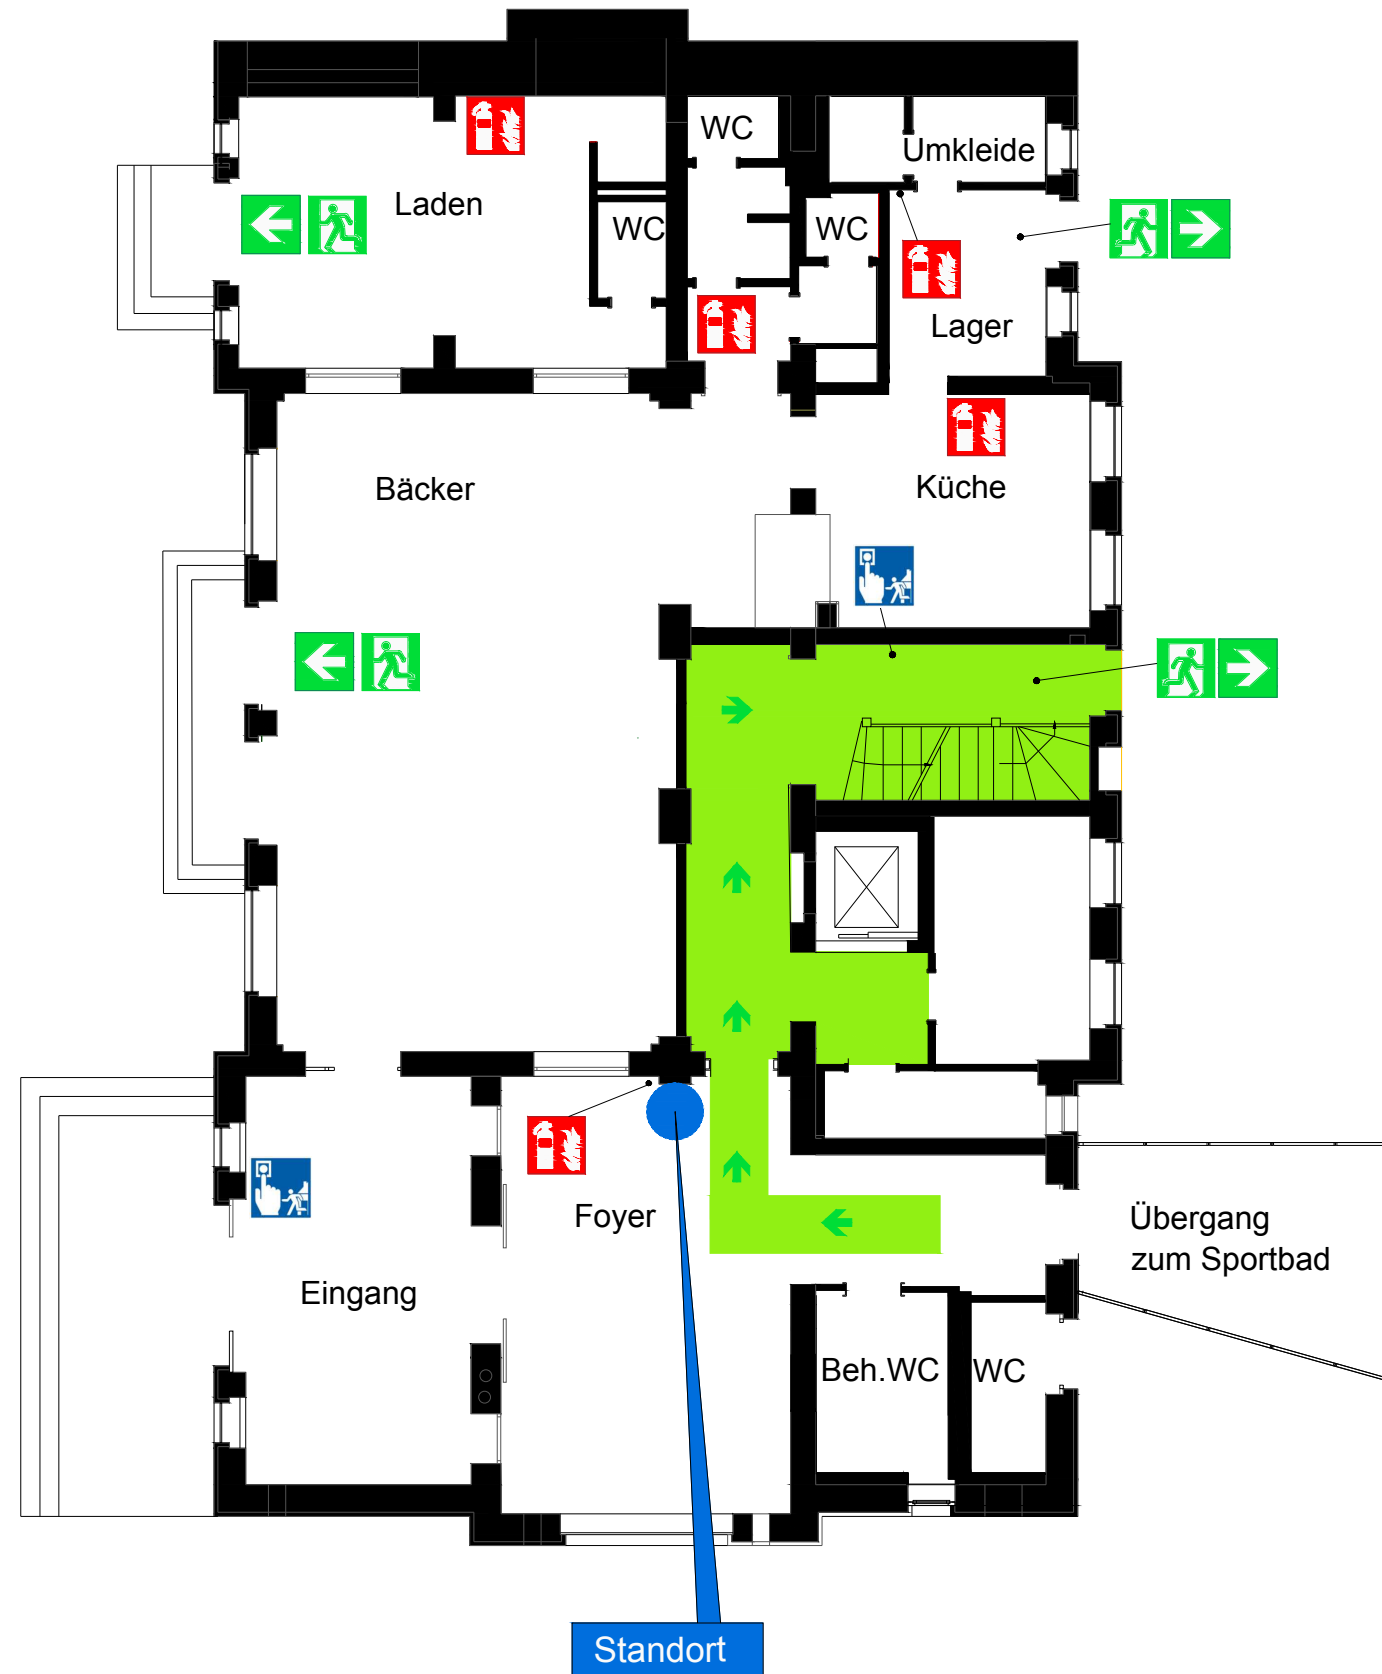 WC
Umkleide
Laden
WC
WC
Lager
Bäcker
Küche
Foyer
Übergang
zum Sportbad
Eingang
Beh.WC
WC
Standort